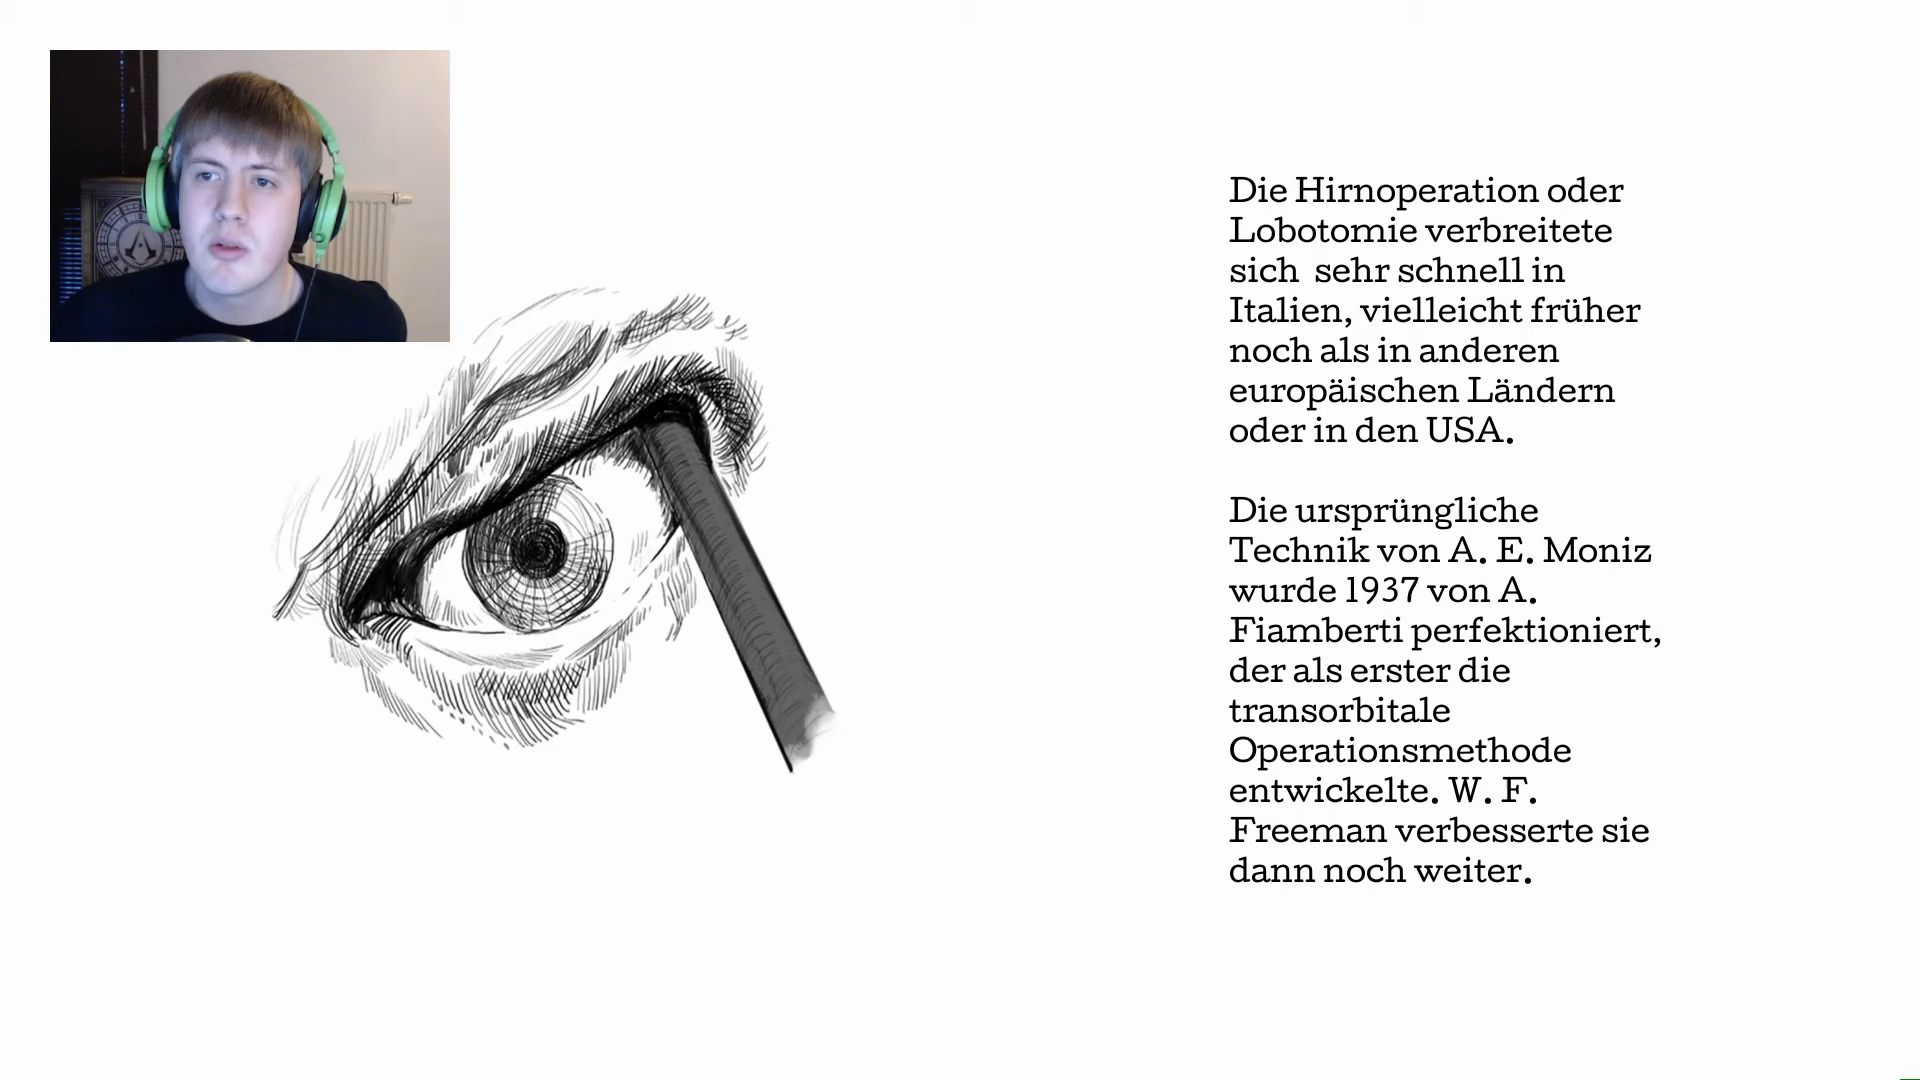 Die Hirnoperation oder
Lobotomie verbreitete
sich  sehr schnell in
Italien, vielleicht früher
noch als in anderen
europäischen Ländern
oder in den USA.
Die ursprüngliche
Technik von A. E. Moniz
wurde 1937 von A.
Fiamberti perfektioniert,
der als erster die
transorbitale
Operationsmethode
entwickelte. W. F.
Freeman verbesserte sie
dann noch weiter.